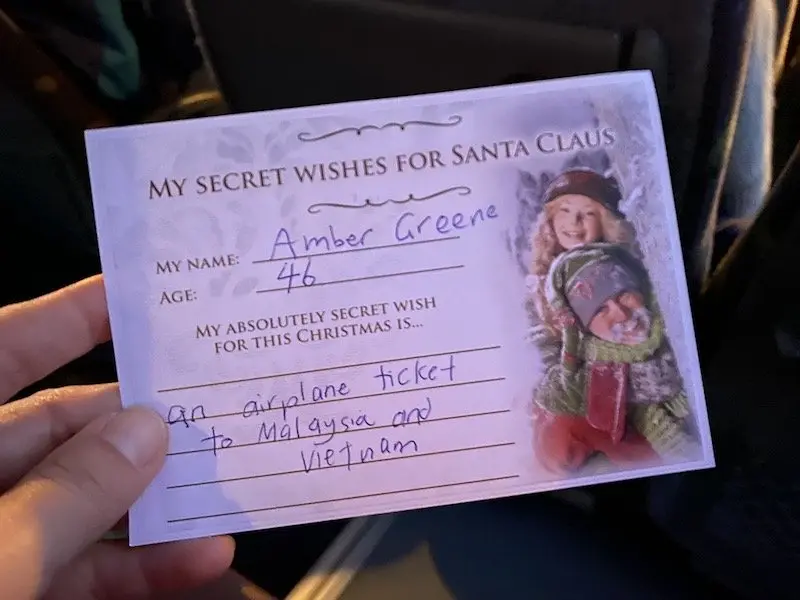 MY SECRET WISHES FOR SANTA CLAUS
MY NAME: Amber Greene
AGE: 46
MY ABSOLUTELY SECRET WISH
FOR THIS CHRISTMAS IS...
an airplane ticket
to Malaysia and
Vietnam